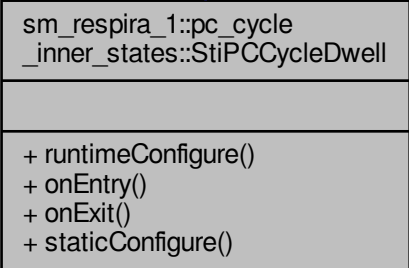 sm_respira_1::pc_cycle
_inner_states::StiPCCycleDwell
+ runtimeConfigure()
+ onEntry()
+ onExit()
+ staticConfigure()